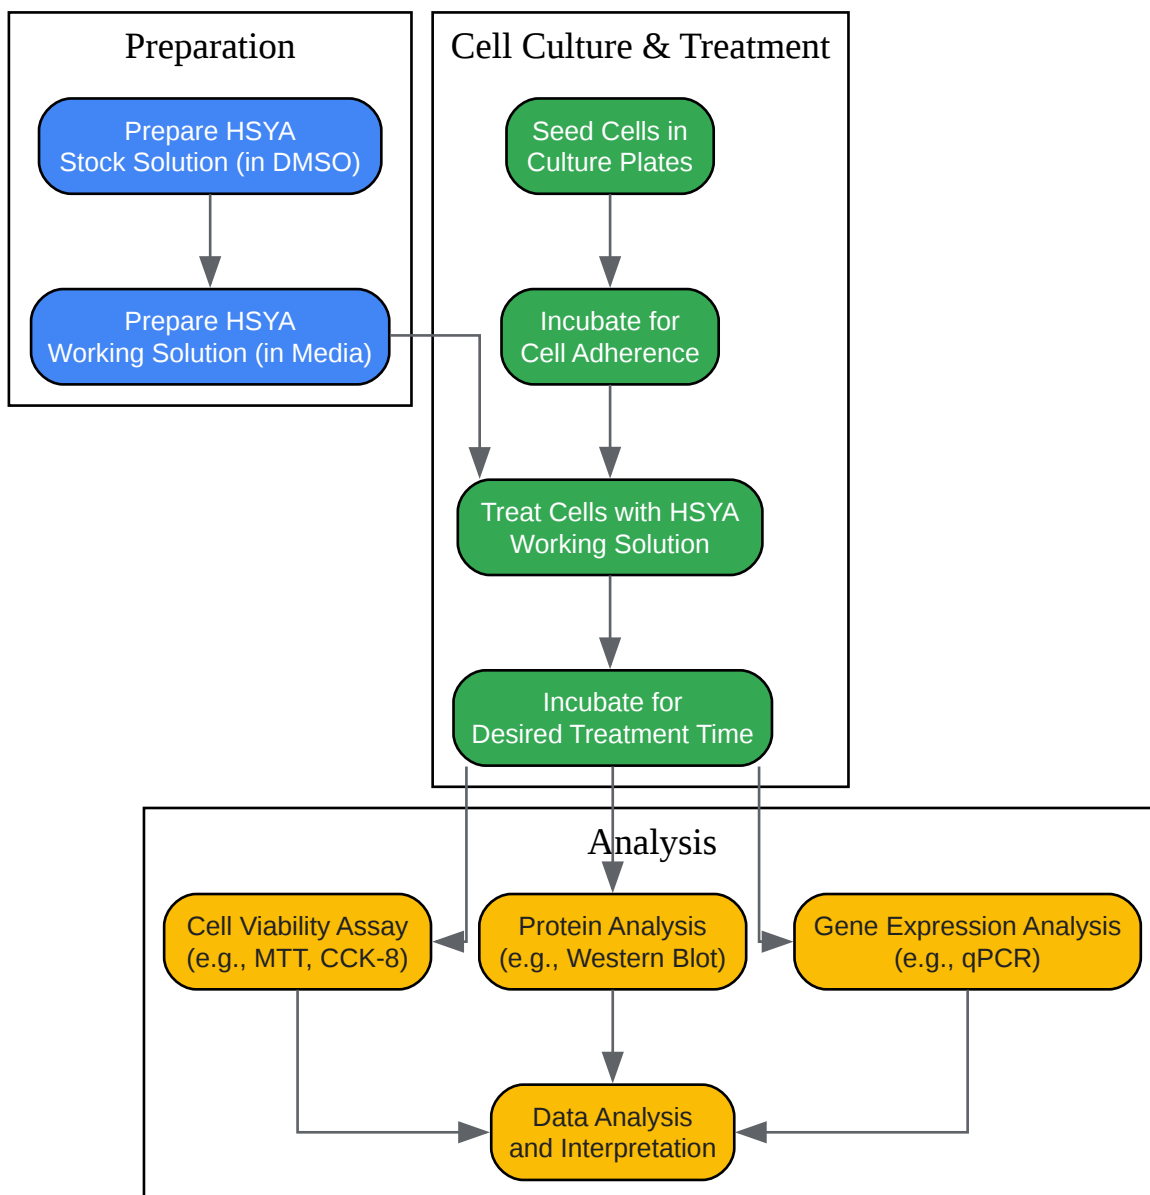 Preparation
Prepare HSYA
Stock Solution (in DMSO)
Prepare HSYA
Working Solution (in Media)
Cell Culture & Treatment
Seed Cells in
Culture Plates
Incubate for
Cell Adherence
Treat Cells with HSYA
Working Solution
Incubate for
Desired Treatment Time
Analysis
Cell Viability Assay
(e.g., MTT, CCK-8)
Protein Analysis
(e.g., Western Blot)
Gene Expression Analysis
(e.g., qPCR)
Data Analysis
and Interpretation